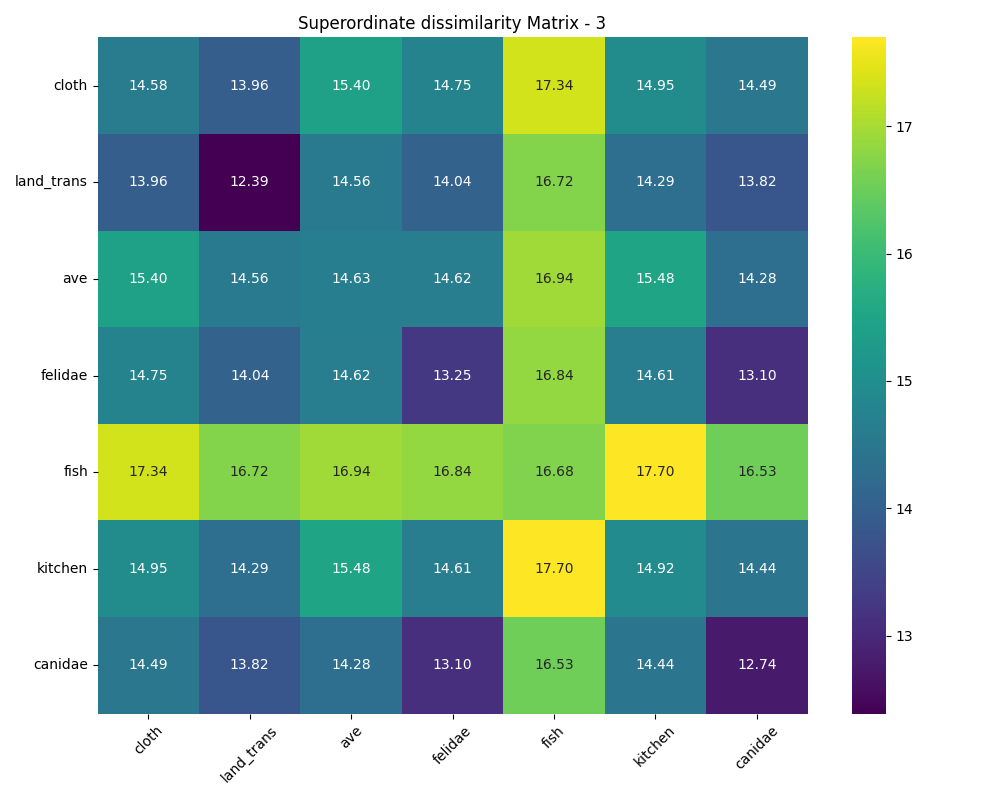 Superordinate dissimilarity Matrix - 3
cloth 14.58 13.96 15.40 14.75 17.34 14.95 14.49
land_trans 13.96 12.39 14.56 14.04 16.72 14.29 13.82
ave 15.40 14.56 14.63 14.62 16.94 15.48 14.28
felidae 14.75 14.04 14.62 13.25 16.84 14.61 13.10
fish 17.34 16.72 16.94 16.84 16.68 17.70 16.53
kitchen 14.95 14.29 15.48 14.61 17.70 14.92 14.44
canidae 14.49 13.82 14.28 13.10 16.53 14.44 12.74
cloth land_trans ave felidae fish kitchen canidae
17
16
15
14
13